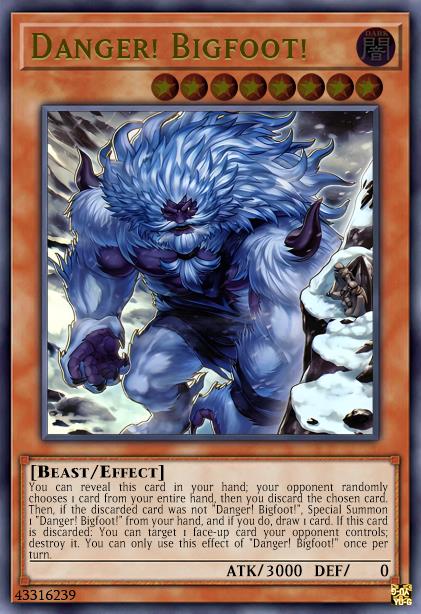 Danger! Bigfoot!
DARK
闇
[Beast/Effect]
You can reveal this card in your hand; your opponent randomly
chooses 1 card from your entire hand, then you discard the chosen card.
Then, if the discarded card was not "Danger! Bigfoot!", Special Summon
1 "Danger! Bigfoot!" from your hand, and if you do, draw 1 card. If this card
is discarded: You can target 1 face-up card your opponent controls;
destroy it. You can only use this effect of "Danger! Bigfoot!" once per
turn.
ATK/3000 DEF/ 0
43316239